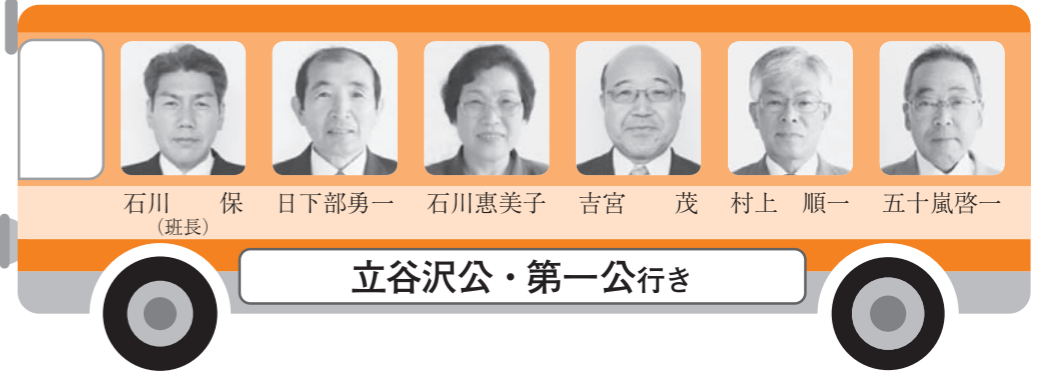 石川　　保　日下部勇一　石川惠美子　吉宮　　茂　村上　順一　五十嵐啓一
（班長）
立谷沢公・第一公行き